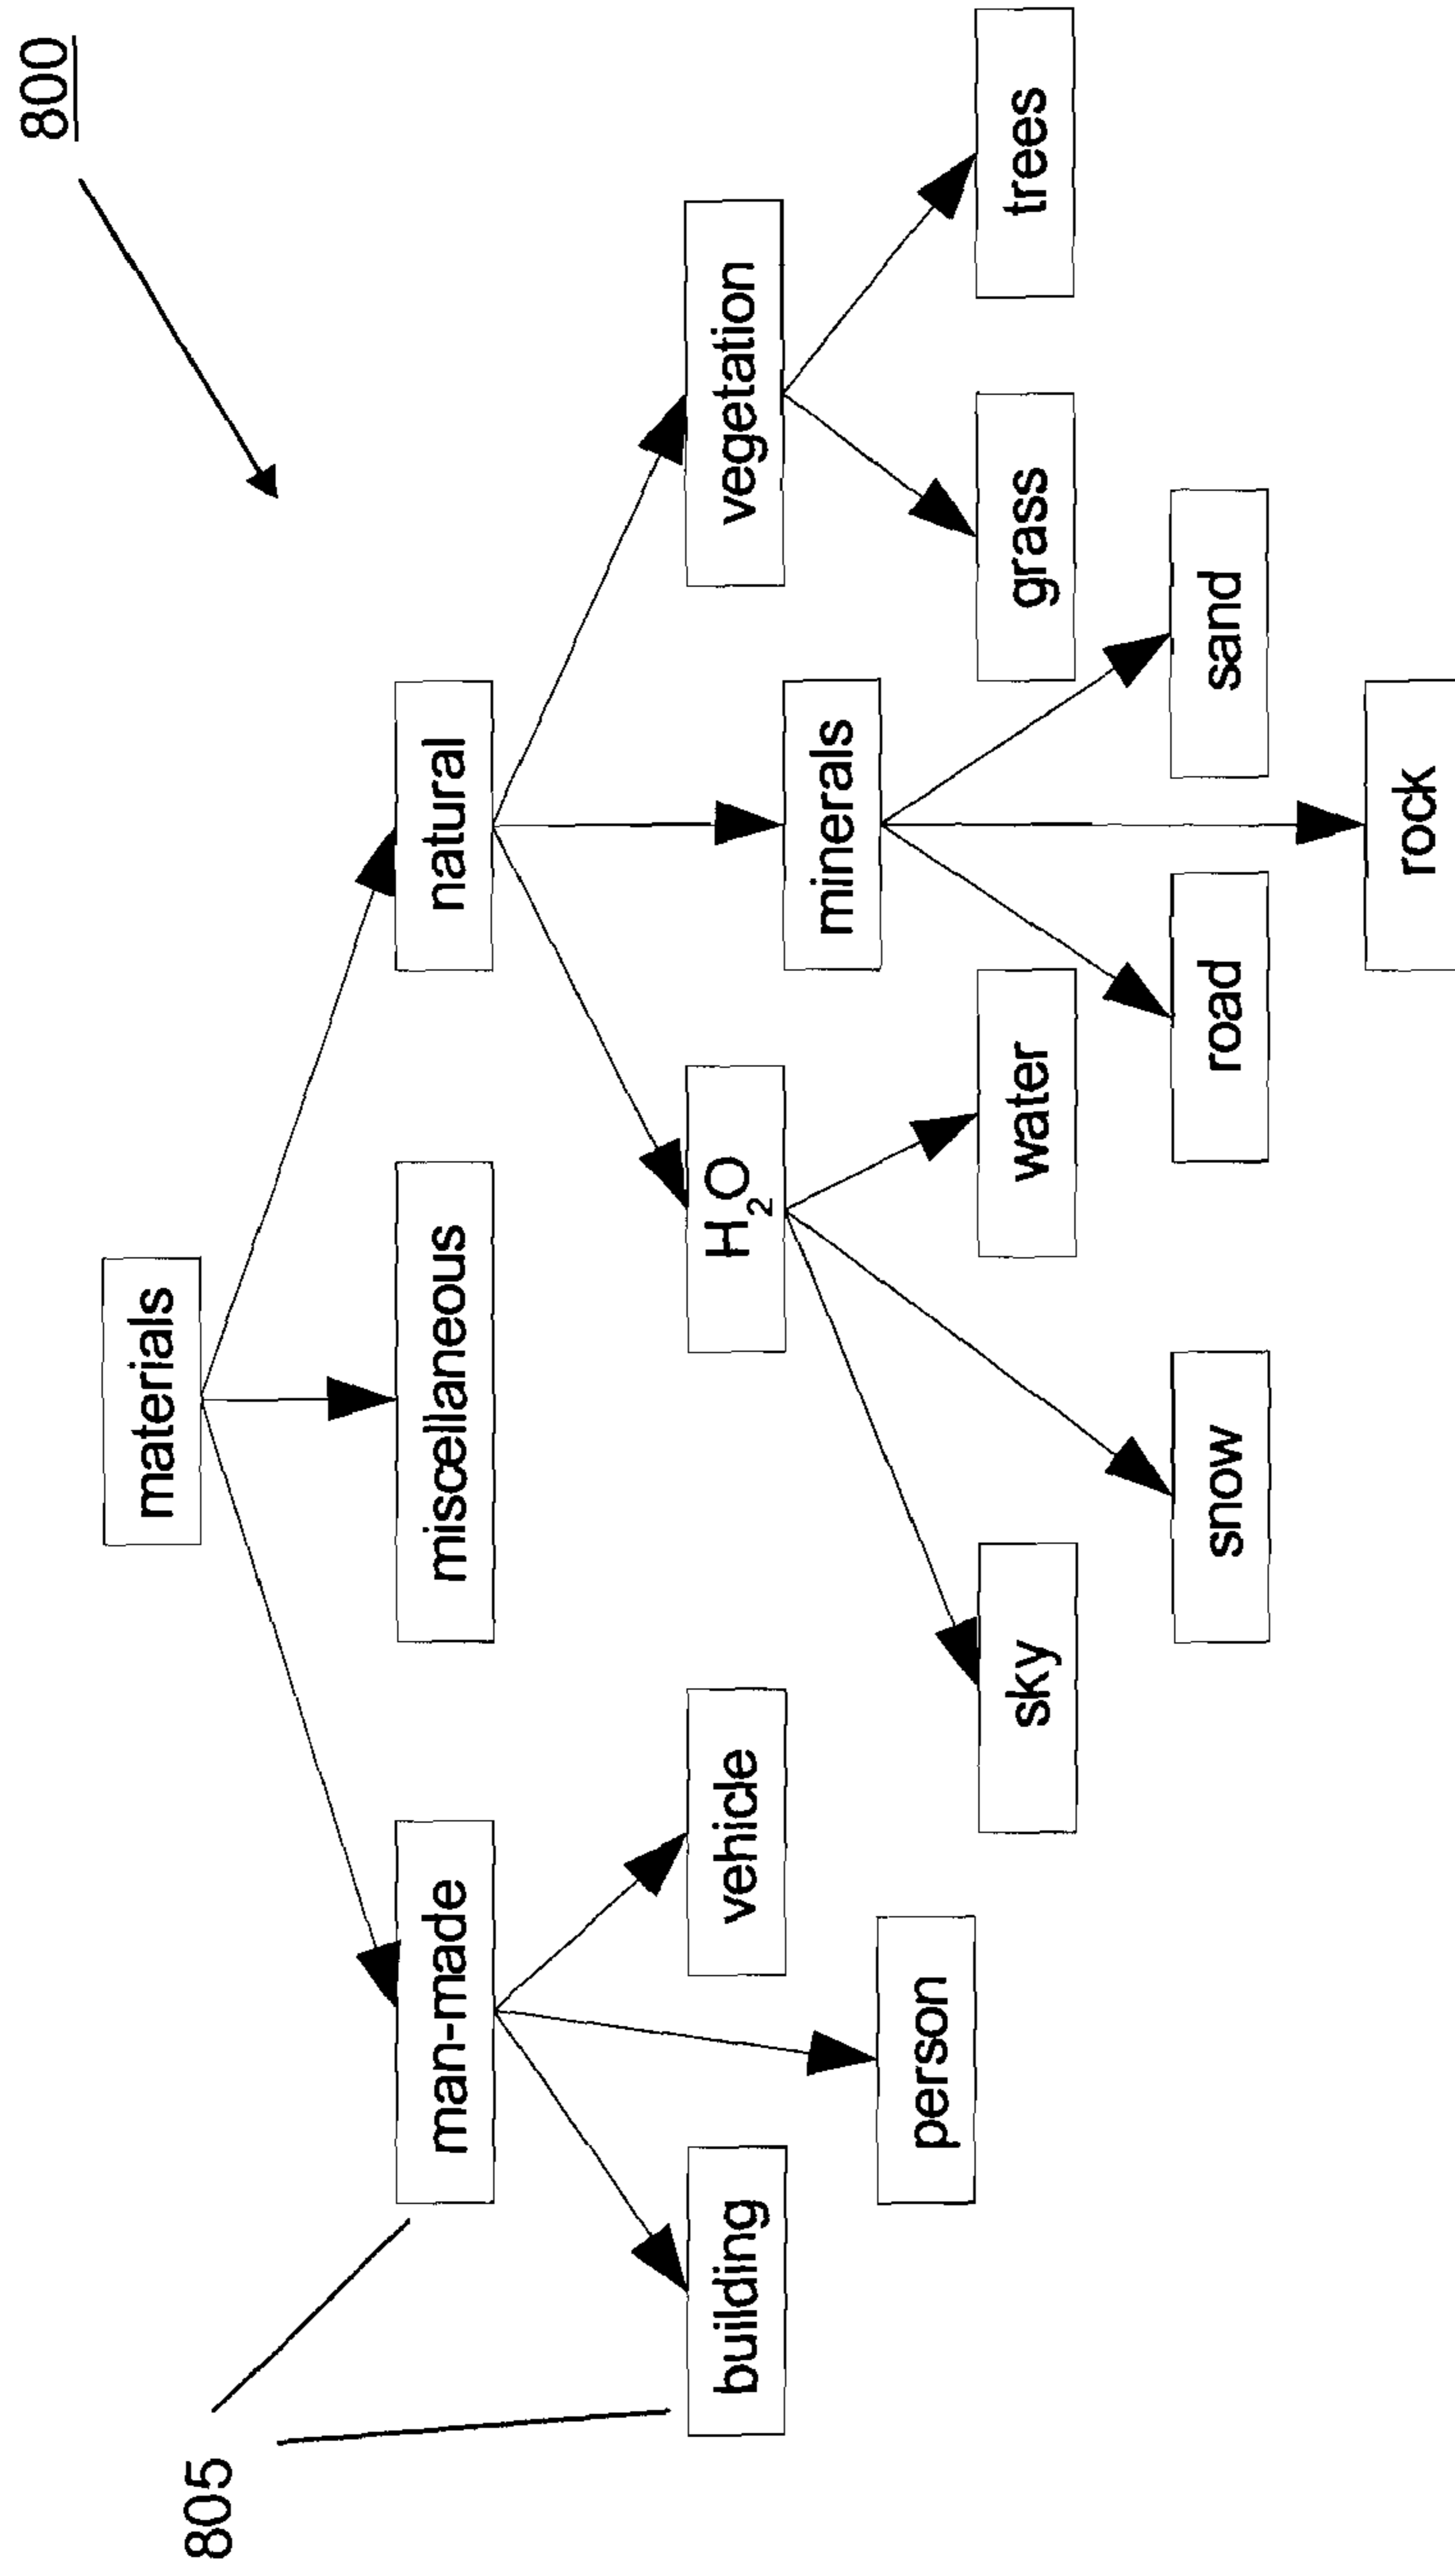 800
materials
man-made
miscellaneous
natural
805
building
vehicle
H₂O
vegetation
minerals
person
sky
water
grass
trees
snow
road
sand
rock